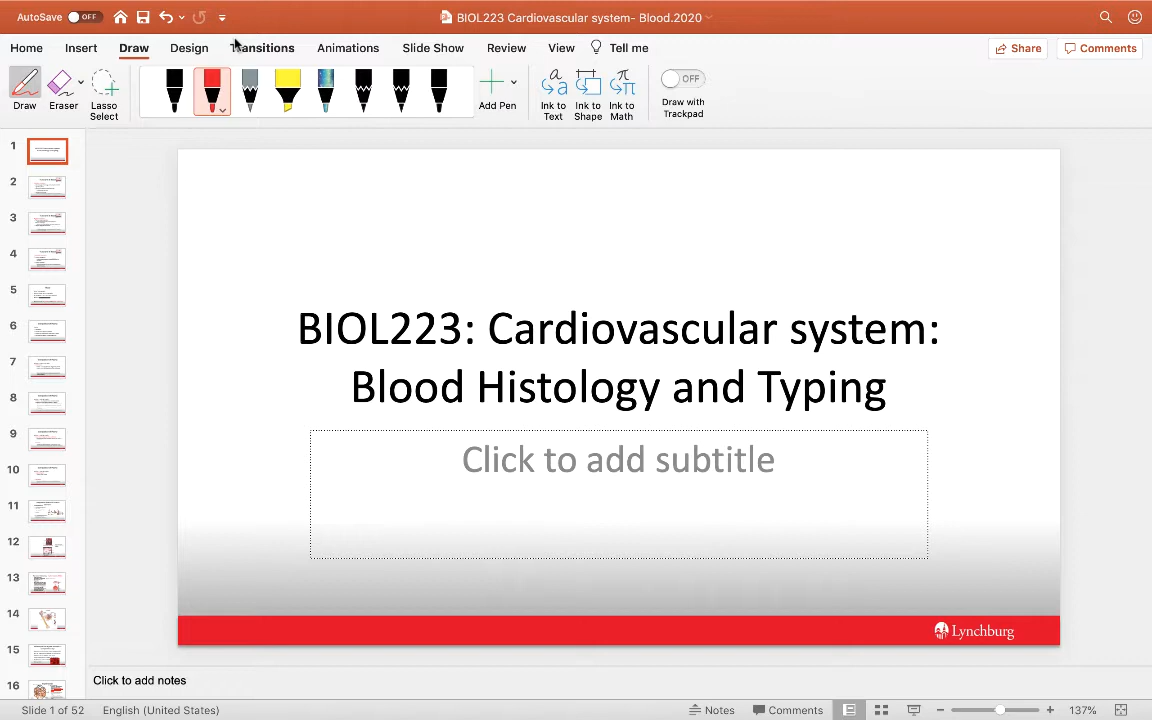 AutoSave OFF
BIOL223 Cardiovascular system- Blood.2020
Home Insert Draw Design Transitions Animations Slide Show Review View Tell me
Share Comments
Draw
Eraser
Lasso
Select
Add Pen
Ink to
Text
Ink to
Shape
Ink to
Math
OFF
Draw with
Trackpad
1
2
3
4
5
6
7
8
9
10
11
12
13
14
15
16
BIOL223: Cardiovascular system:
Blood Histology and Typing
Click to add subtitle
Lynchburg
Click to add notes
Slide 1 of 52 English (United States) Notes Comments 137%